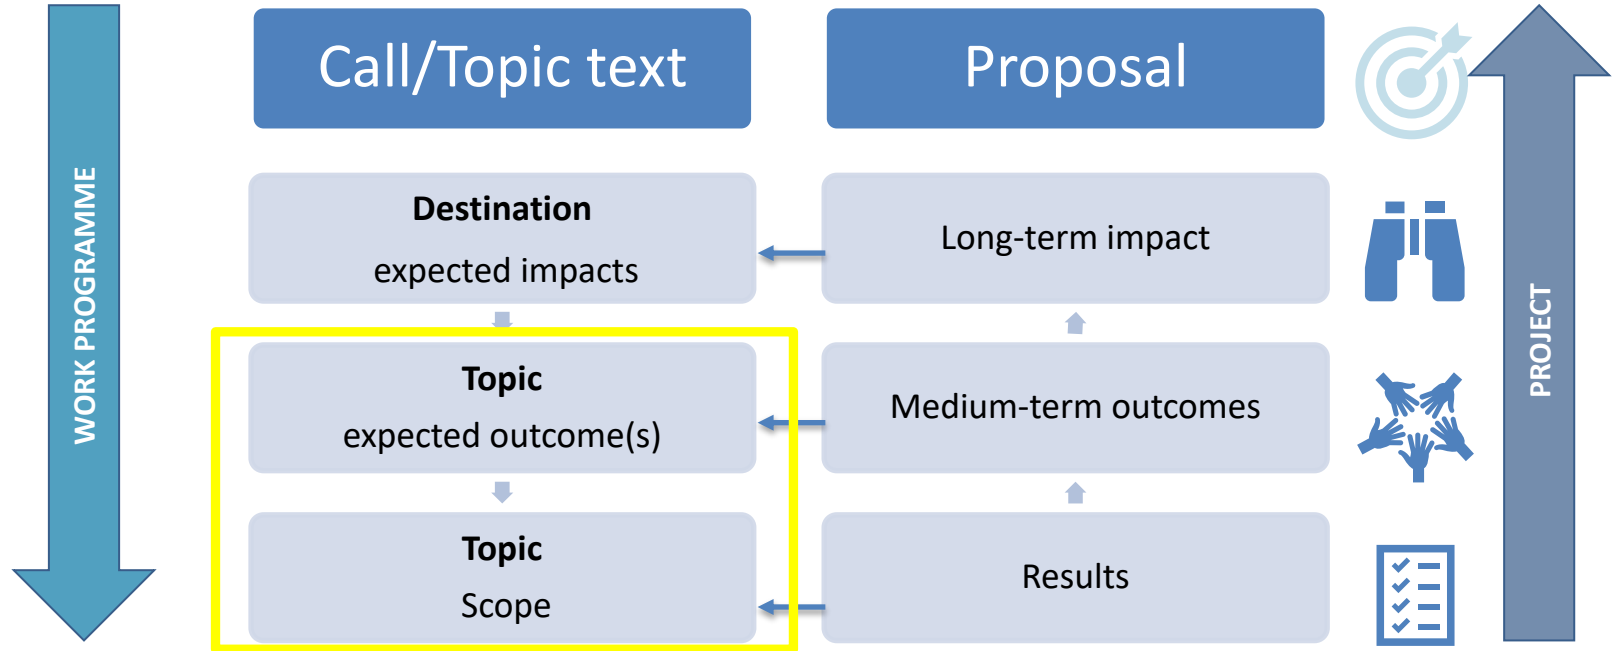 Call/Topic text
Proposal
WORK PROGRAMME
Destination
expected impacts
Long-term impact
Topic
expected outcome(s)
Medium-term outcomes
Topic
Scope
Results
PROJECT